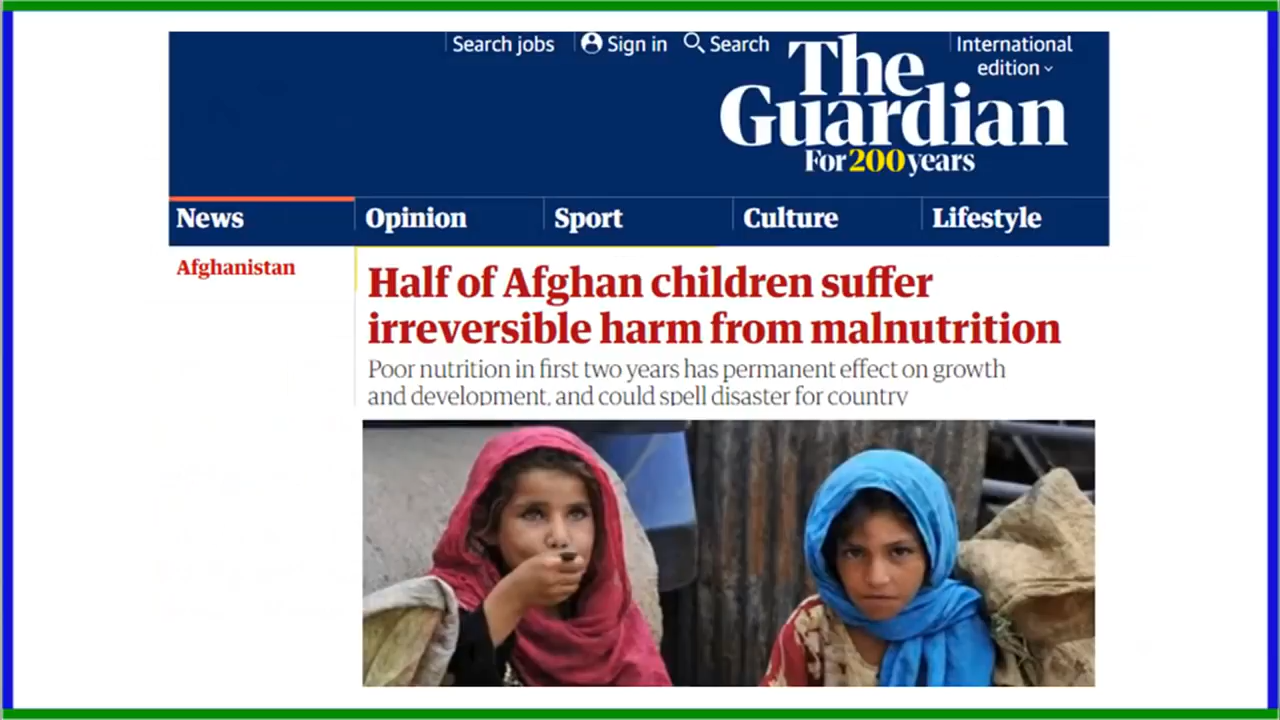 Search jobs
Sign in
Search
International
edition
The
Guardian
For 200 years
News
Opinion
Sport
Culture
Lifestyle
Afghanistan
Half of Afghan children suffer
irreversible harm from malnutrition
Poor nutrition in first two years has permanent effect on growth
and development, and could spell disaster for country